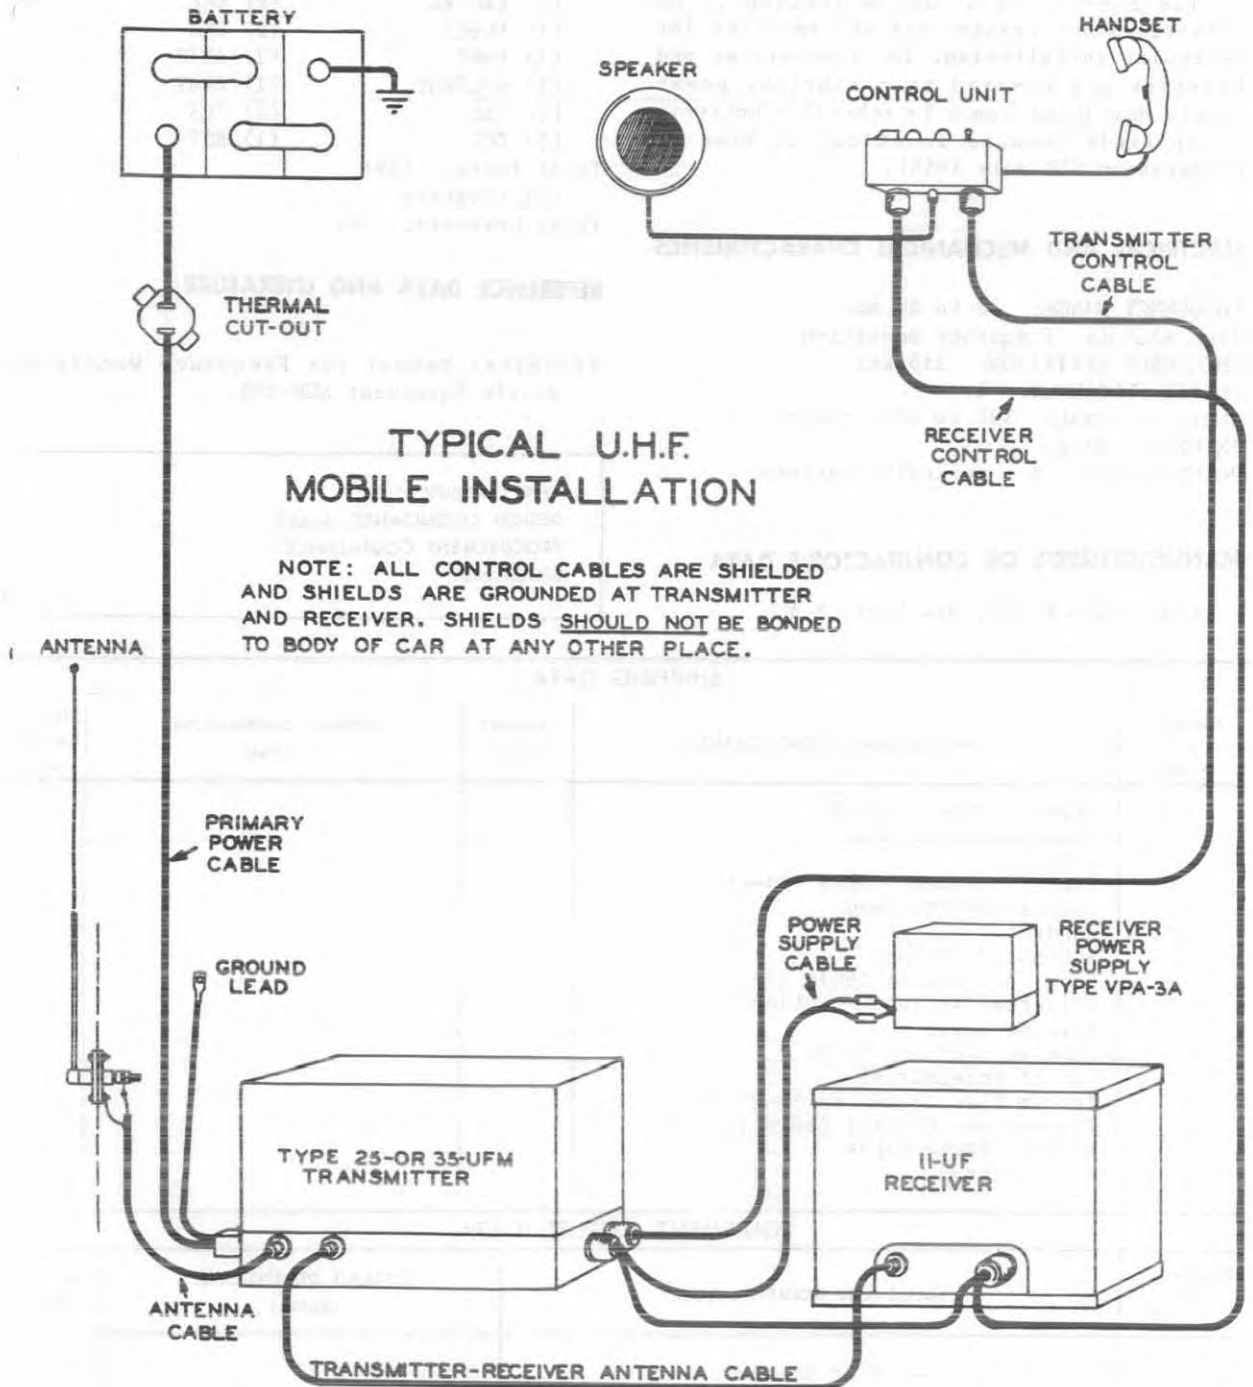 BATTERY
HANDSET
SPEAKER
CONTROL UNIT
TRANSMITTER
CONTROL
CABLE
THERMAL
CUT-OUT
RECEIVER
CONTROL
CABLE
TYPICAL U.H.F.
MOBILE INSTALLATION
NOTE: ALL CONTROL CABLES ARE SHIELDED
AND SHIELDS ARE GROUNDED AT TRANSMITTER
AND RECEIVER. SHIELDS SHOULD NOT BE BONDED
TO BODY OF CAR AT ANY OTHER PLACE.
ANTENNA
PRIMARY
POWER
CABLE
GROUND
LEAD
POWER
SUPPLY
CABLE
RECEIVER
POWER
SUPPLY
TYPE VPA-3A
TYPE 25-OR 35-UFM
TRANSMITTER
11-UF
RECEIVER
ANTENNA
CABLE
TRANSMITTER-RECEIVER ANTENNA CABLE